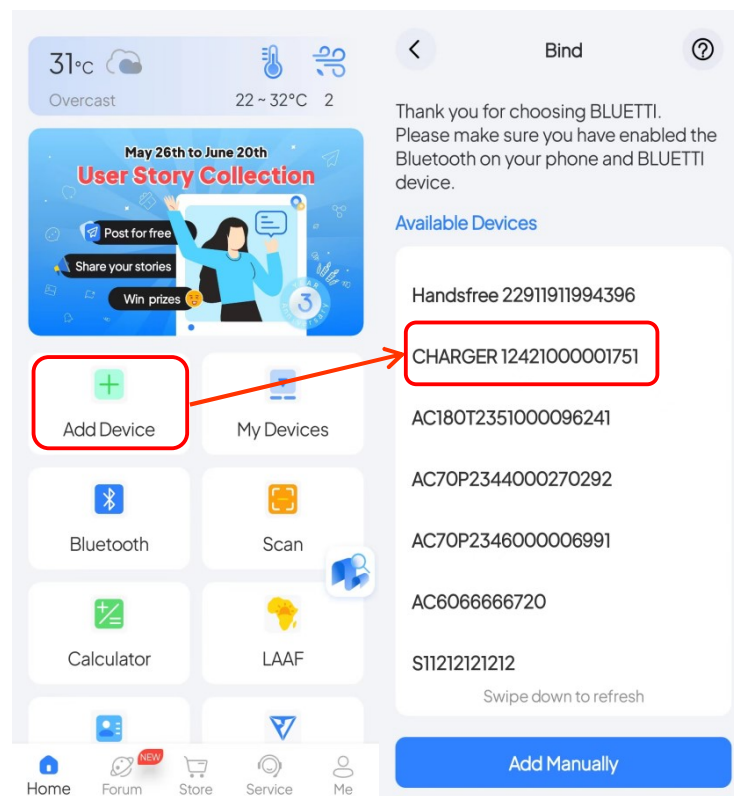 31°C
Overcast
22 ~ 32°C 2
May 26th to June 20th
User Story Collection
Post for free
Share your stories
Win prizes
3
Add Device
My Devices
Bluetooth
Scan
Calculator
LAAF
Home
Forum
NEW
Store
Service
Me
Bind
Thank you for choosing BLUETTI.
Please make sure you have enabled the
Bluetooth on your phone and BLUETTI
device.
Available Devices
Handsfree 22911911994396
CHARGER 12421000001751
AC180T2351000096241
AC70P2344000270292
AC70P2346000006991
AC6066666720
S11212121212
Swipe down to refresh
Add Manually